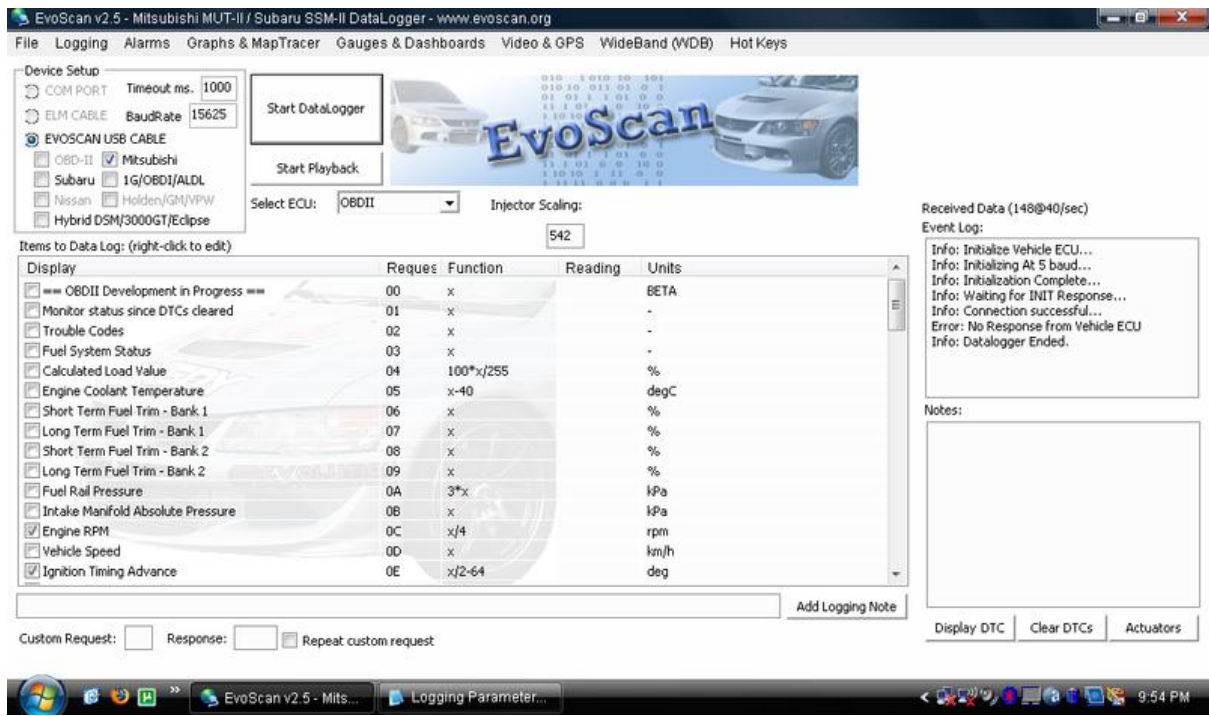 EvoScan v2.5 - Mitsubishi MUT-II / Subaru SSM-II DataLogger - www.evoscan.org
File Logging Alarms Graphs & MapTracer Gauges & Dashboards Video & GPS WideBand (WDB) Hot Keys
Device Setup
COM PORT Timeout ms. 1000
ELM CABLE BaudRate 15625
EVOSCAN USB CABLE
OBD-II Mitsubishi
Subaru 1G/OBDI/ALDL
Nissan Holden/GM/VPW
Hybrid DSM/3000GT/Eclipse
Start DataLogger
Start Playback
EvoScan
Select ECU: OBDII Injector Scaling:
542
Items to Data Log: (right-click to edit)
Display Reques Function Reading Units
== OBDII Development in Progress == 00 x BETA
Monitor status since DTCs cleared 01 x -
Trouble Codes 02 x -
Fuel System Status 03 x -
Calculated Load Value 04 100*x/255 %
Engine Coolant Temperature 05 x-40 degC
Short Term Fuel Trim - Bank 1 06 x %
Long Term Fuel Trim - Bank 1 07 x %
Short Term Fuel Trim - Bank 2 08 x %
Long Term Fuel Trim - Bank 2 09 x %
Fuel Rail Pressure 0A 3*x kPa
Intake Manifold Absolute Pressure 0B x kPa
Engine RPM 0C x/4 rpm
Vehicle Speed 0D x km/h
Ignition Timing Advance 0E x/2-64 deg
Add Logging Note
Custom Request: Response: Repeat custom request
Received Data (148@40/sec)
Event Log:
Info: Initialize Vehicle ECU...
Info: Initializing At 5 baud...
Info: Initialization Complete...
Info: Waiting for INIT Response...
Info: Connection successful...
Error: No Response from Vehicle ECU
Info: Datalogger Ended.
Notes:
Display DTC Clear DTCs Actuators
EvoScan v2.5 - Mits... Logging Parameter... 9:54 PM